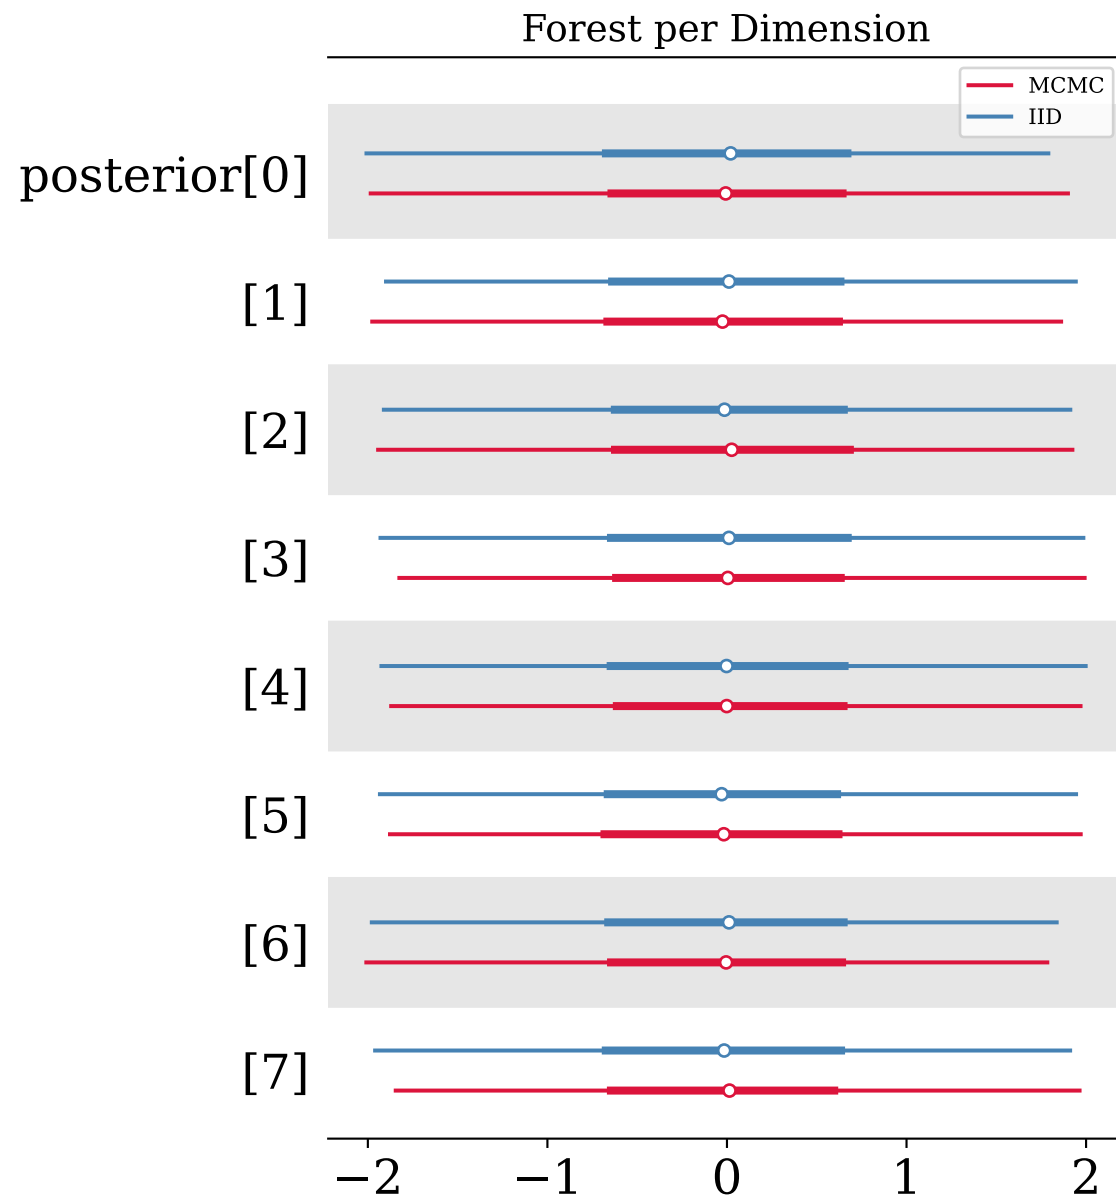 Forest per Dimension
MCMC
IID
posterior[0]
[1]
[2]
[3]
[4]
[5]
[6]
[7]
−2 −1 0 1 2